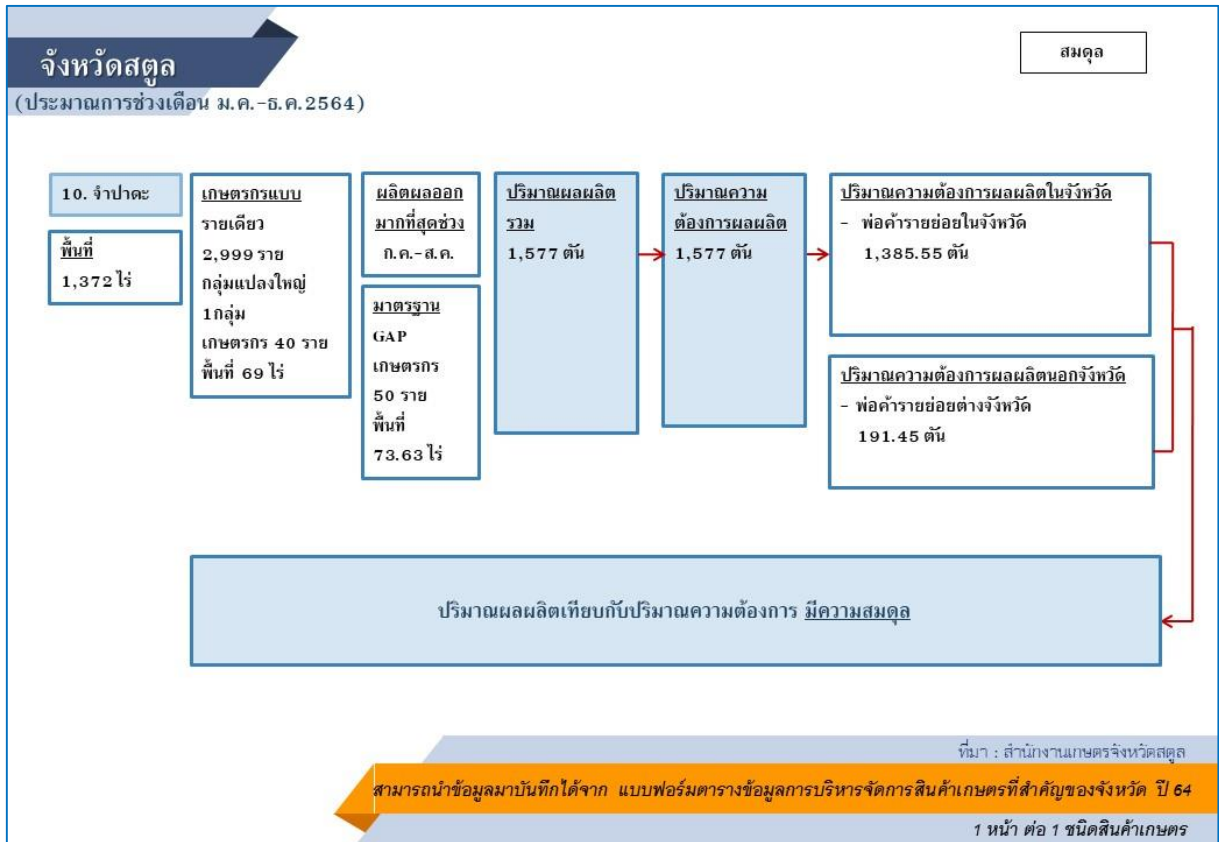 จังหวัดสตูล
(ประมาณการช่วงเดือน ม.ค.-ธ.ค.2564)
สมดุล
10. จำปาดะ
พื้นที่
1,372 ไร่
เกษตรกรแบบ
รายเดียว
2,999 ราย
กลุ่มแปลงใหญ่
1กลุ่ม
เกษตรกร 40 ราย
พื้นที่ 69 ไร่
ผลิตผลออก
มากที่สุดช่วง
ก.ค.-ส.ค.
มาตรฐาน
GAP
เกษตรกร
50 ราย
พื้นที่
73.63 ไร่
ปริมาณผลผลิต
รวม
1,577 ตัน
ปริมาณความ
ต้องการผลผลิต
1,577 ตัน
ปริมาณความต้องการผลผลิตในจังหวัด
- พ่อค้ารายย่อยในจังหวัด
1,385.55 ตัน
ปริมาณความต้องการผลผลิตนอกจังหวัด
- พ่อค้ารายย่อยต่างจังหวัด
191.45 ตัน
ปริมาณผลผลิตเทียบกับปริมาณความต้องการ มีความสมดุล
ที่มา : สำนักงานเกษตรจังหวัดสตูล
สามารถนำข้อมูลมาบันทึกได้จาก แบบฟอร์มตารางข้อมูลการบริหารจัดการสินค้าเกษตรที่สำคัญของจังหวัด ปี 64
1 หน้า ต่อ 1 ชนิดสินค้าเกษตร